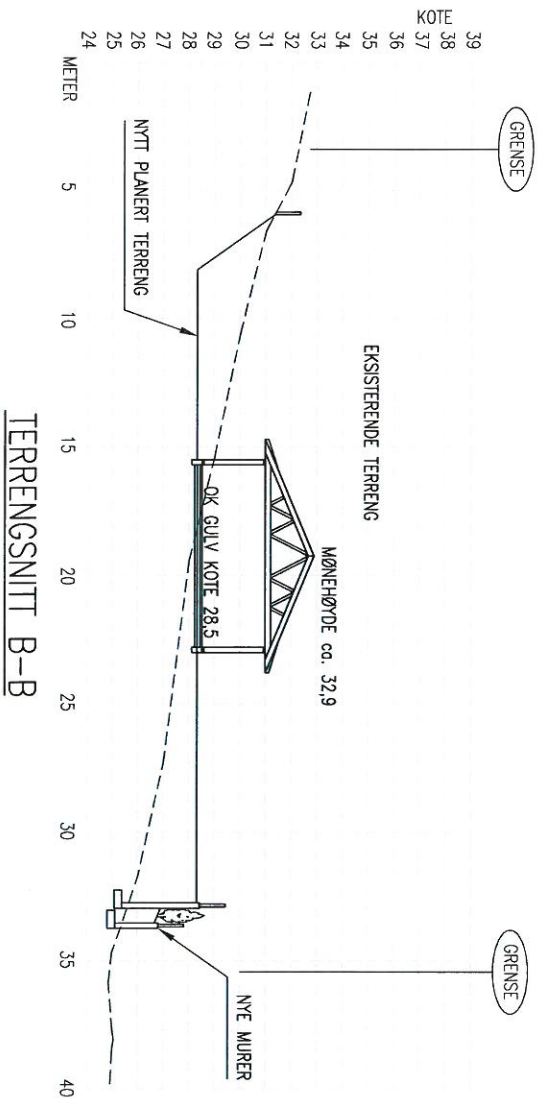 KOTE
39
38
37
36
35
34
33
32
31
30
29
28
27
26
25
24
METER
5
10
15
20
25
30
35
40
GRENSE
GRENSE
EKSISTERENDE TERRENG
MØNEHØYDE ca. 32,9
OK GULV KOTE 28,5
NYTT PLANERT TERRENG
NYE MURER
TERRENGSNITT B-B